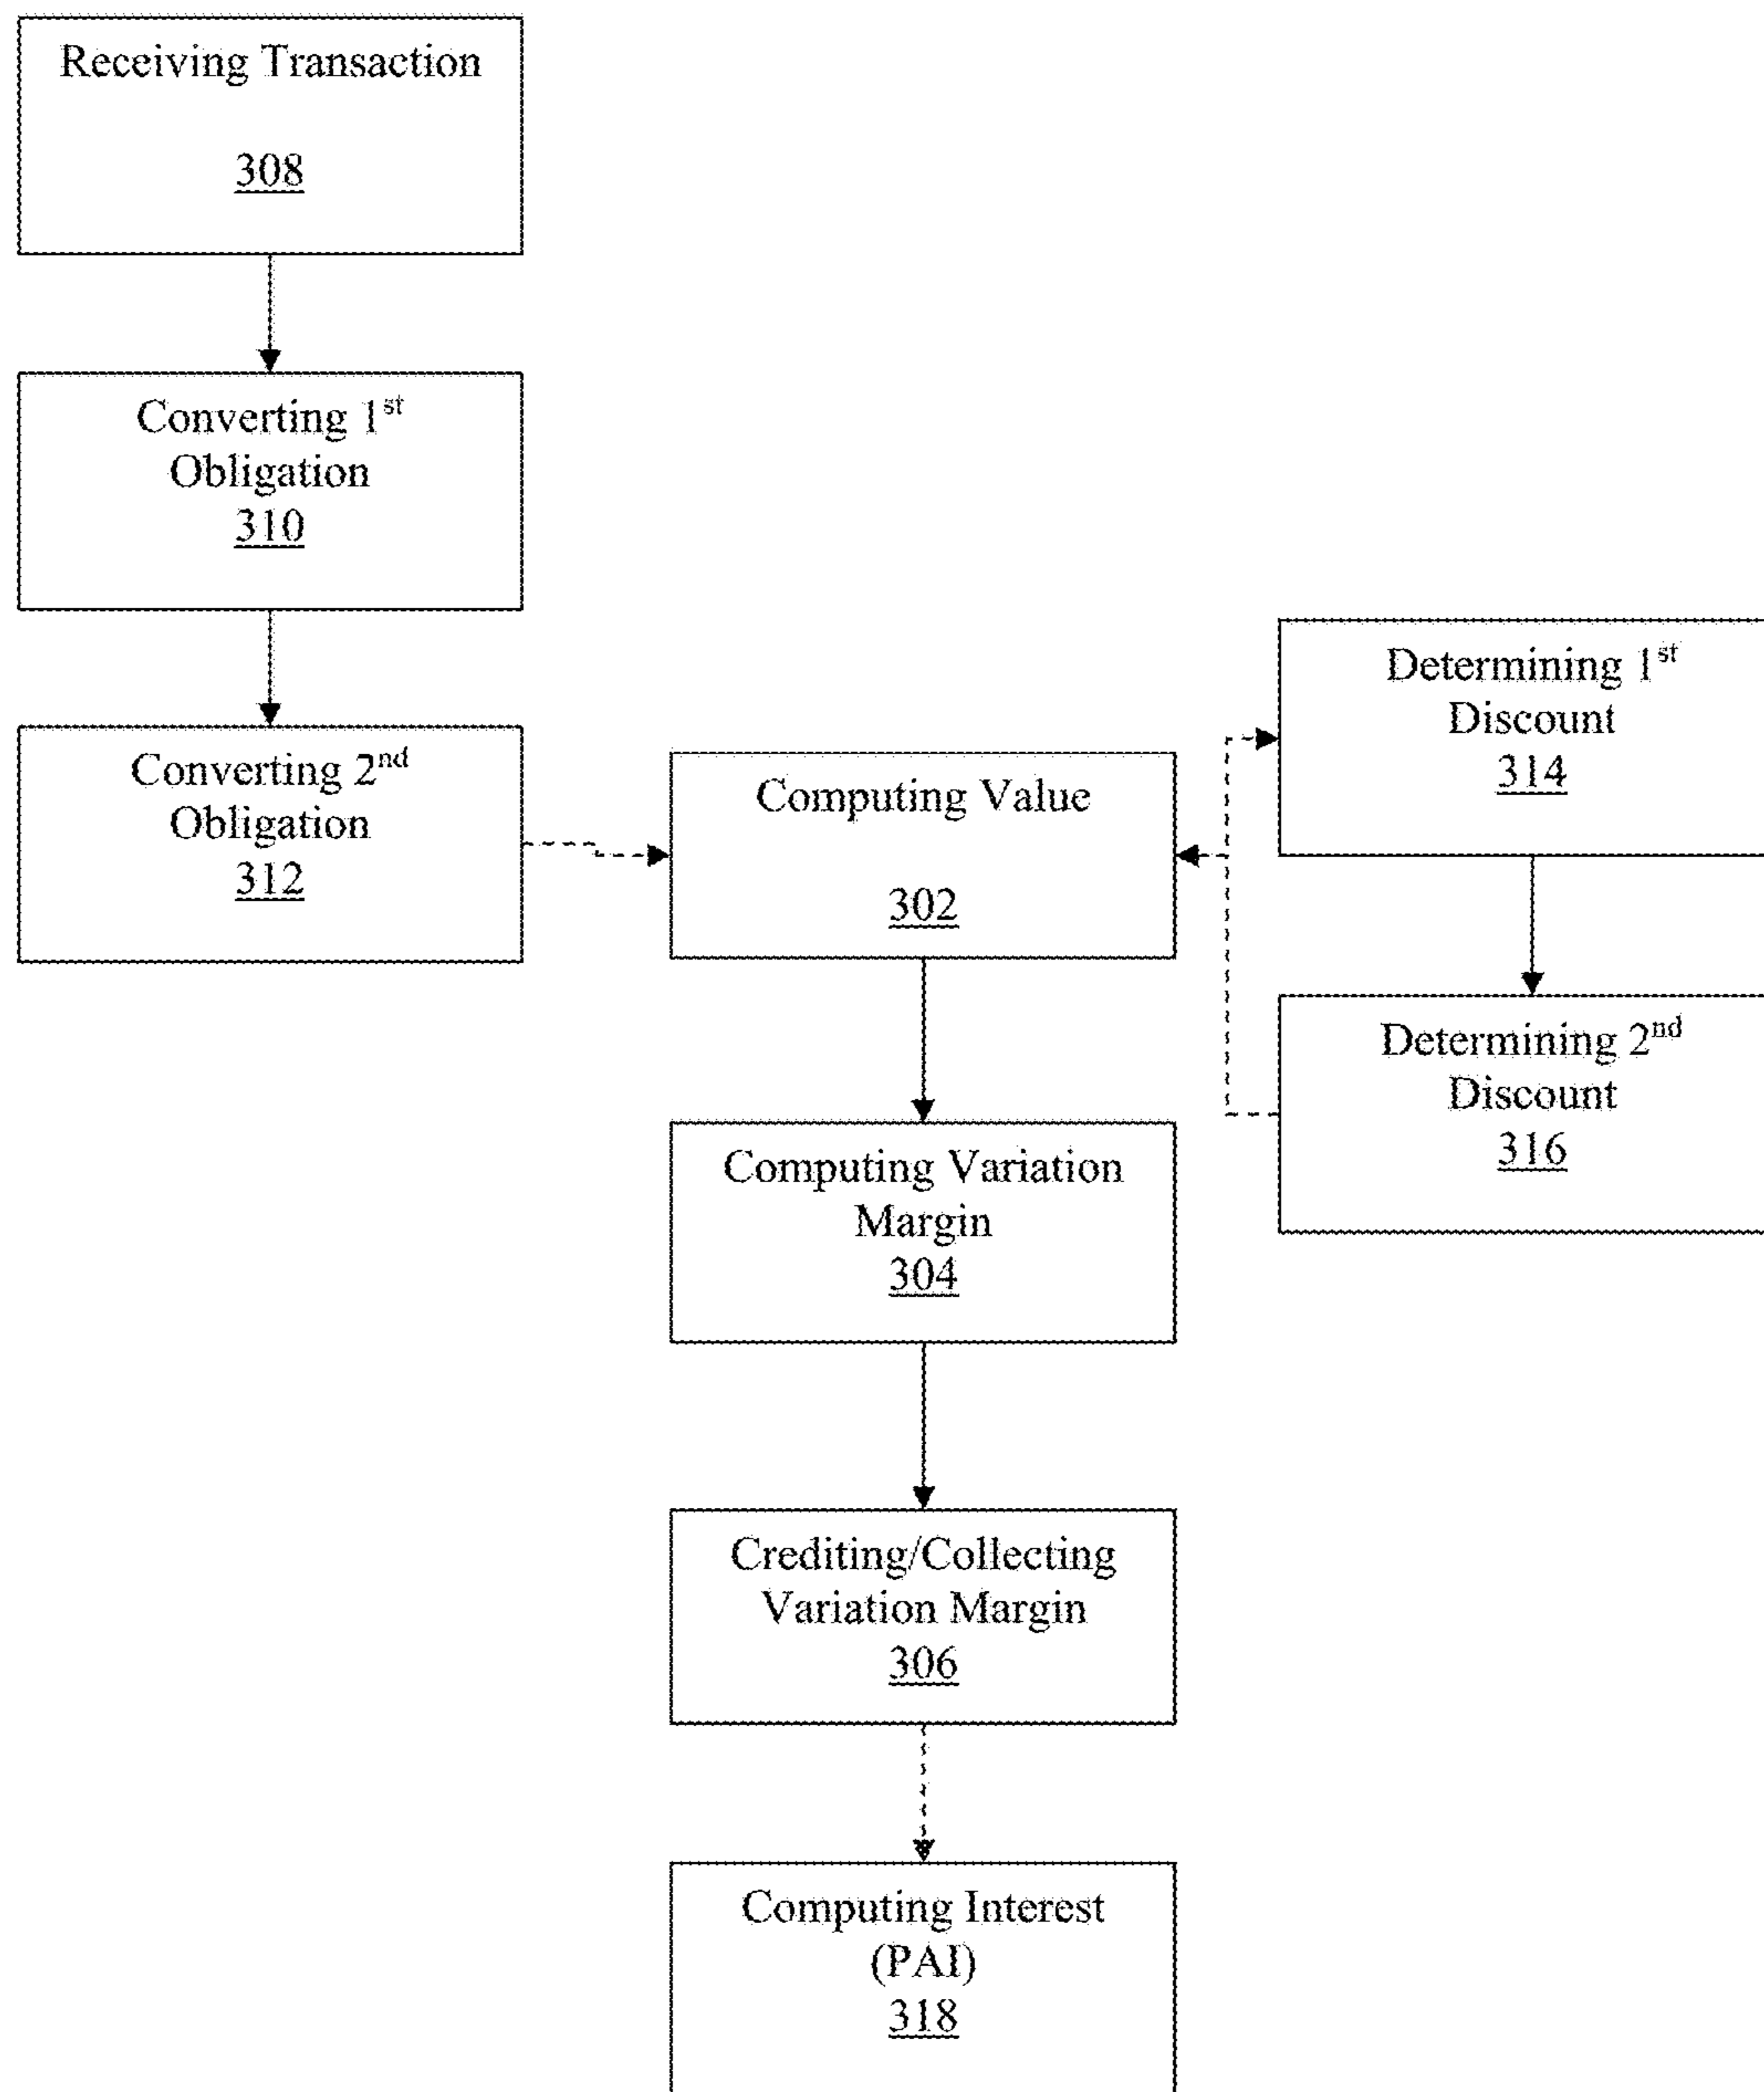 Receiving Transaction
308
Converting 1st
Obligation
310
Converting 2nd
Obligation
312
Computing Value
302
Determining 1st
Discount
314
Determining 2nd
Discount
316
Computing Variation
Margin
304
Crediting/Collecting
Variation Margin
306
Computing Interest
(PAI)
318